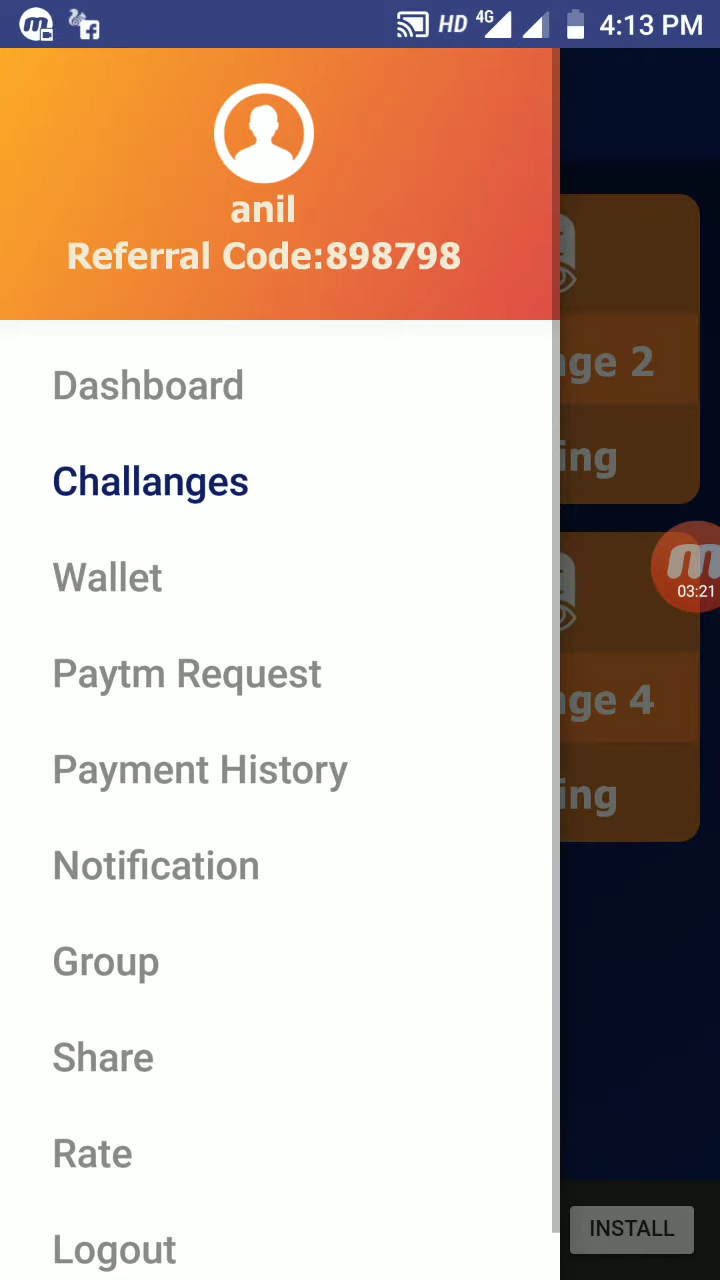 HD 4G 4:13 PM
anil
Referral Code:898798
Dashboard
Challanges
Wallet
Paytm Request
Payment History
Notification
Group
Share
Rate
Logout
nge 2
ing
03:21
nge 4
ing
INSTALL